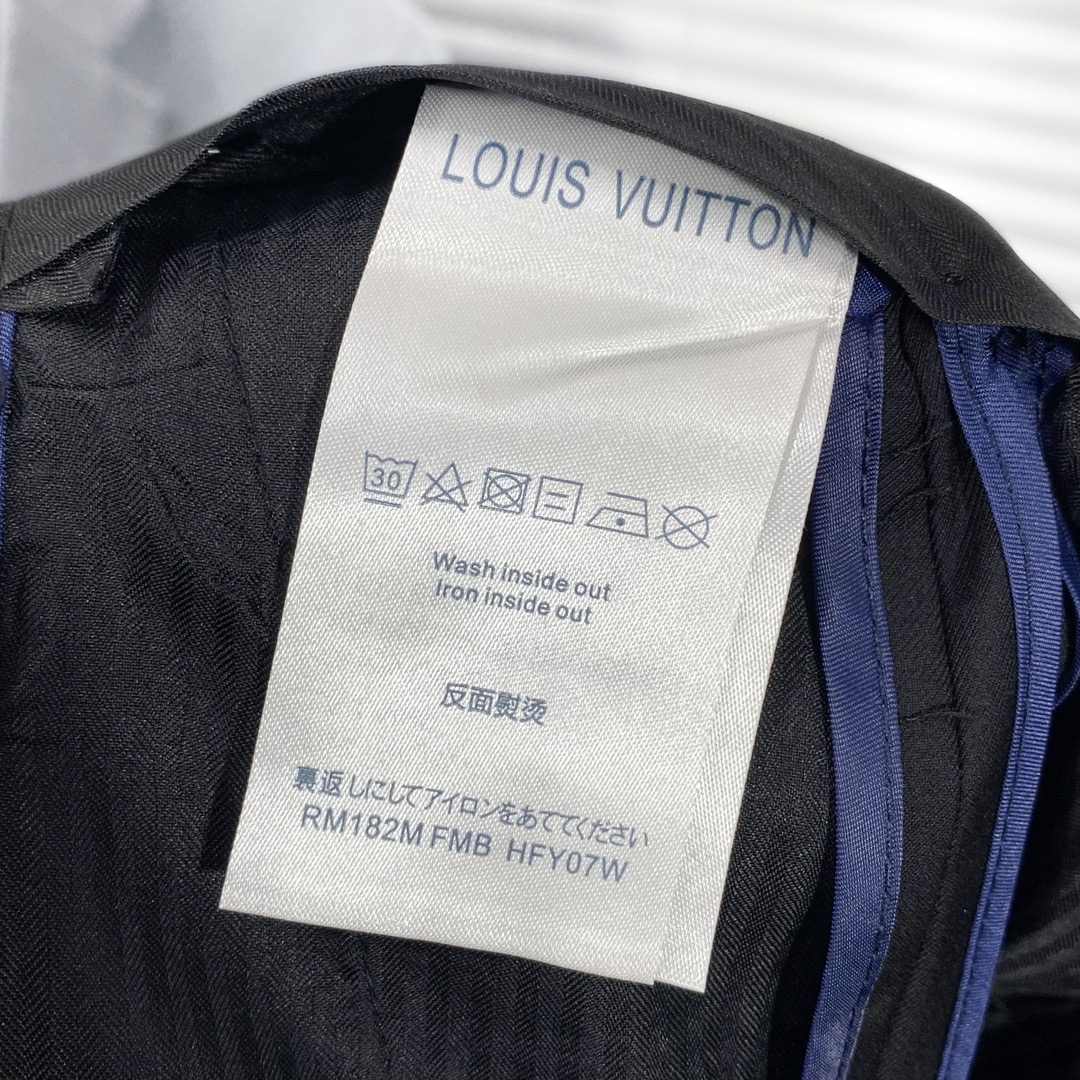 LOUIS VUITTON
30
Wash inside out
Iron inside out
反面熨烫
裏返しにしてアイロンをあててください
RM182M FMB HFY07W